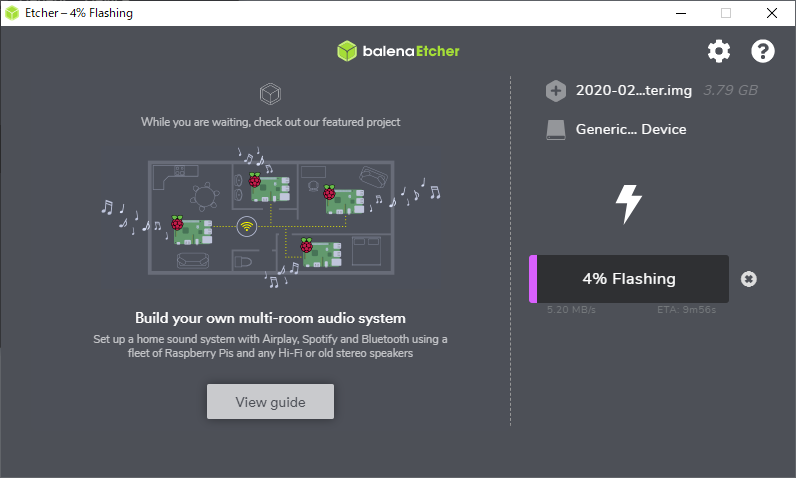 Etcher – 4% Flashing
balenaEtcher
While you are waiting, check out our featured project
Build your own multi-room audio system
Set up a home sound system with Airplay, Spotify and Bluetooth using a
fleet of Raspberry Pis and any Hi-Fi or old stereo speakers
View guide
2020-02...ter.img 3.79 GB
Generic... Device
4% Flashing
5.20 MB/s ETA: 9m56s